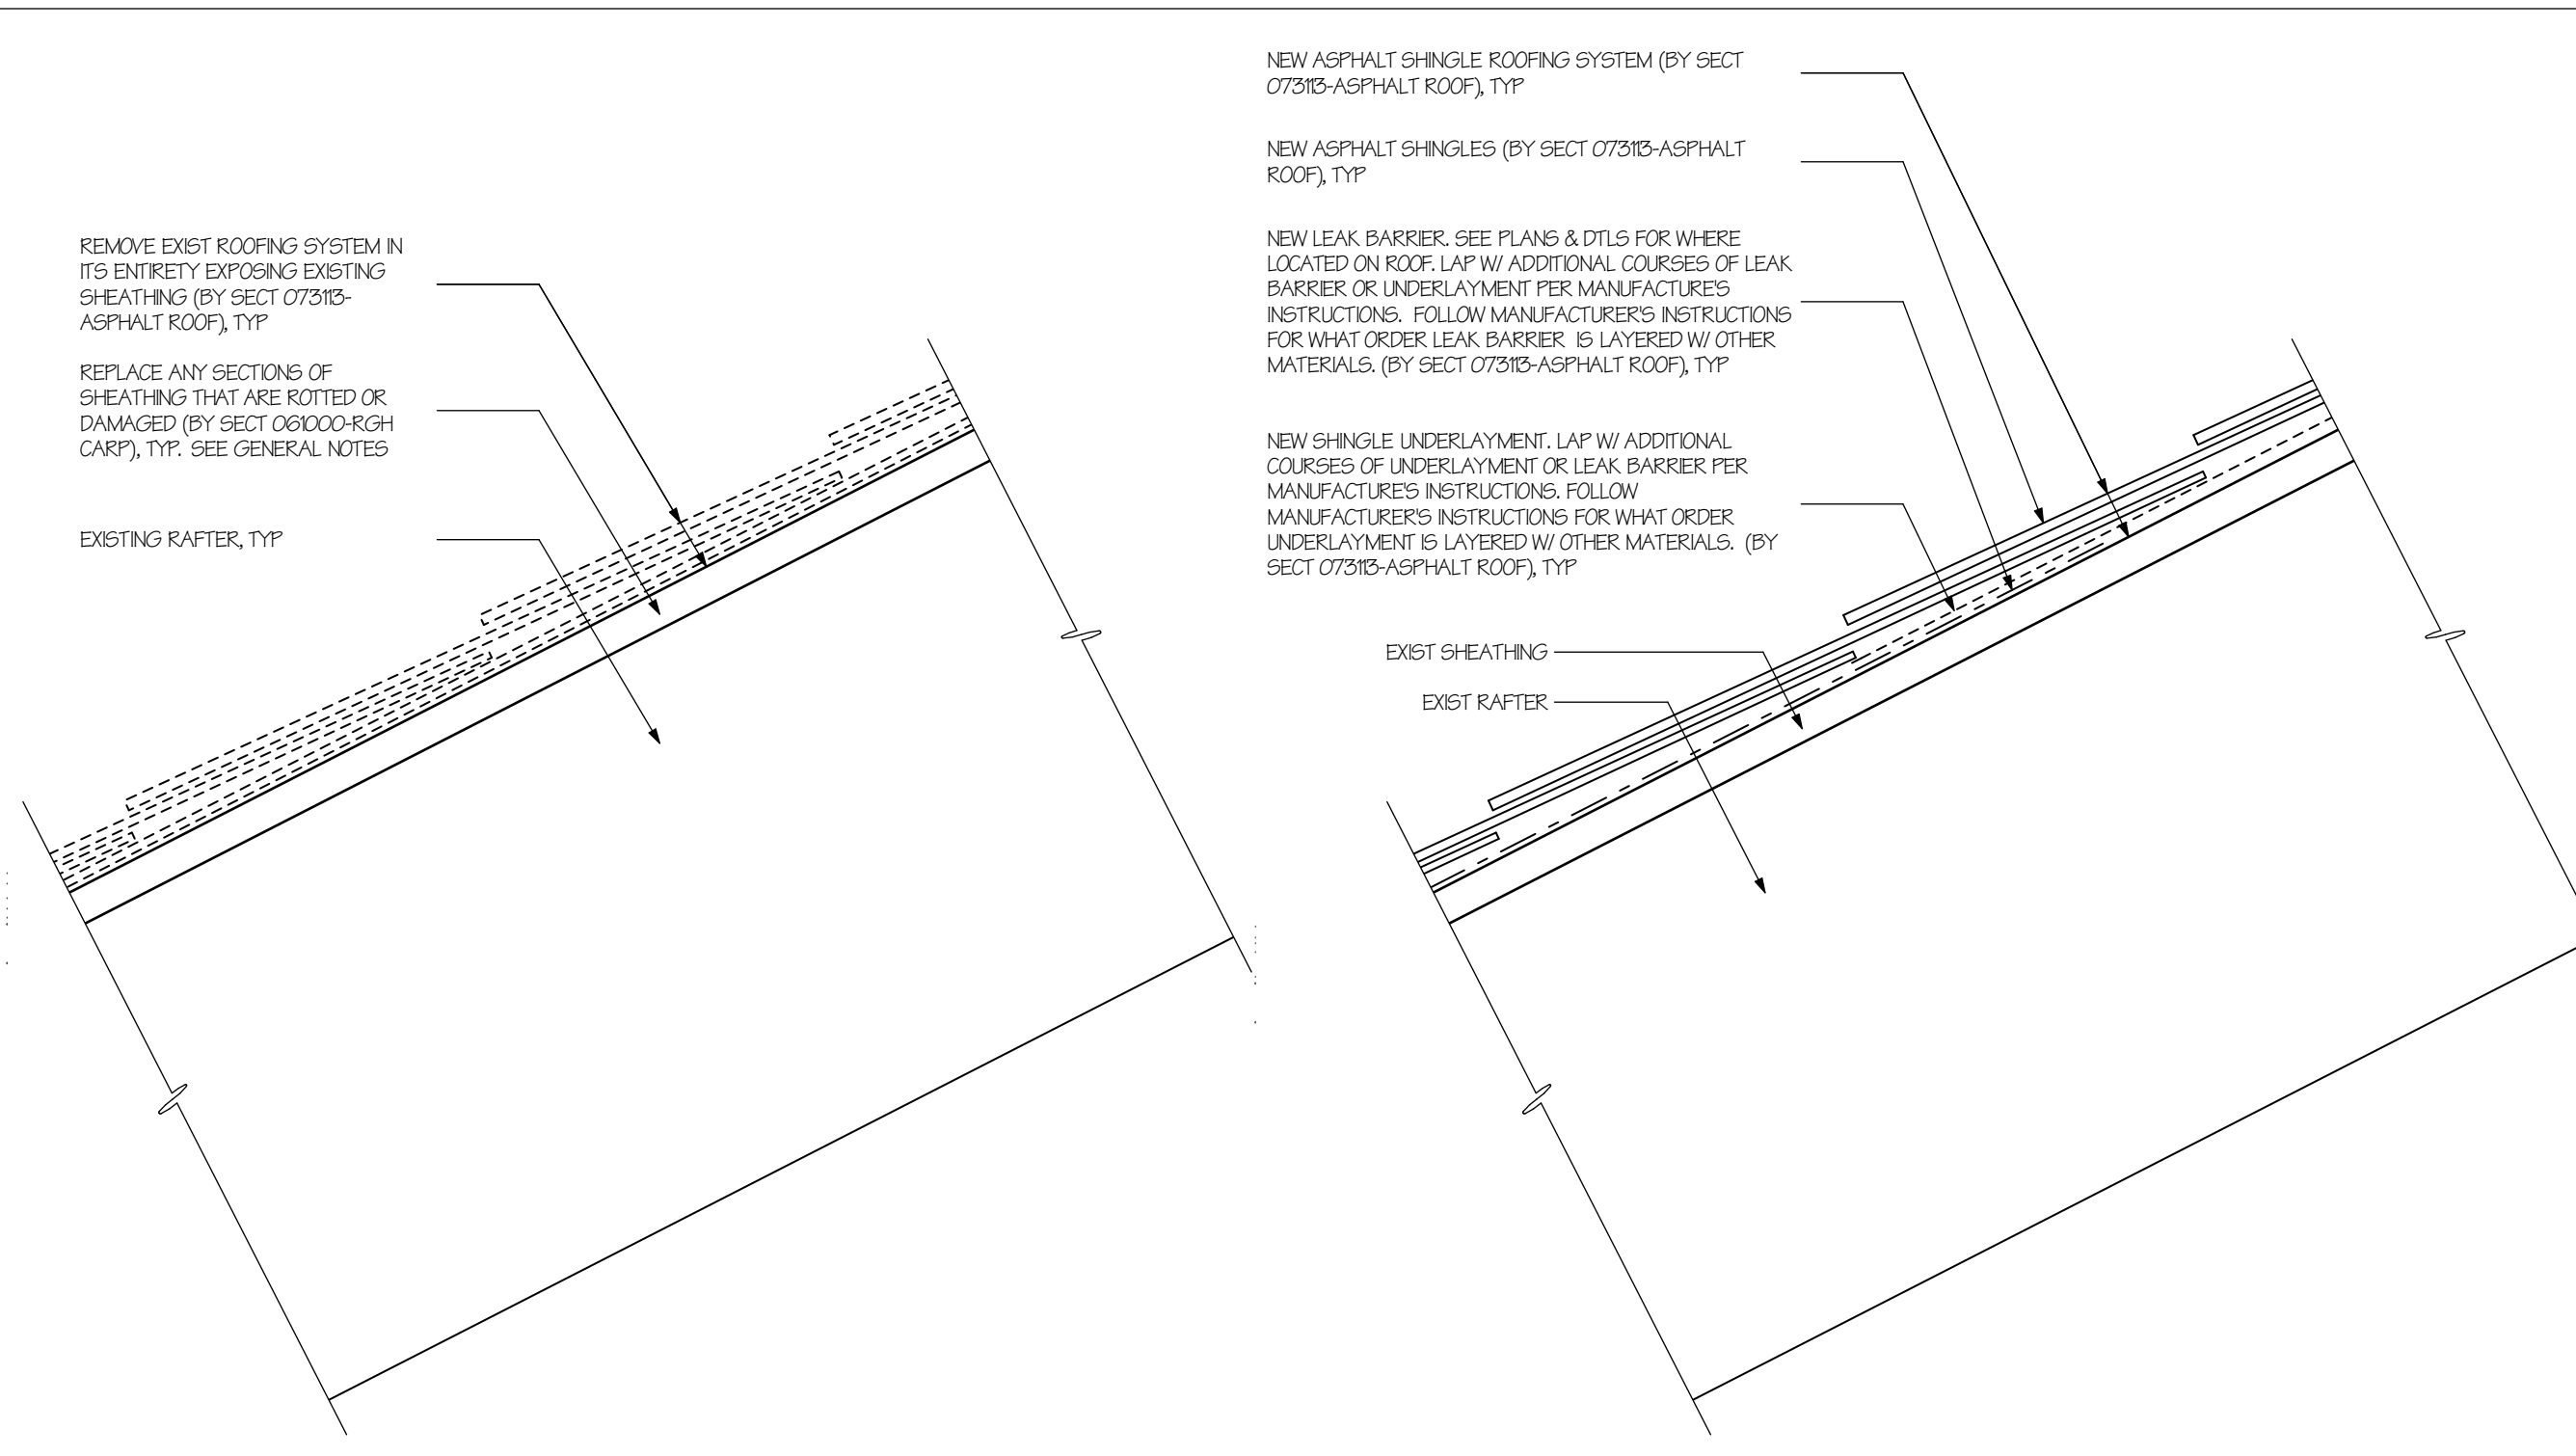 REMOVE EXIST ROOFING SYSTEM IN
ITS ENTIRETY EXPOSING EXISTING
SHEATHING (BY SECT 073113-
ASPHALT ROOF), TYP
REPLACE ANY SECTIONS OF
SHEATHING THAT ARE ROTTED OR
DAMAGED (BY SECT 061000-RGH
CARP), TYP. SEE GENERAL NOTES
EXISTING RAFTER, TYP
NEW ASPHALT SHINGLE ROOFING SYSTEM (BY SECT
073113-ASPHALT ROOF), TYP
NEW ASPHALT SHINGLES (BY SECT 073113-ASPHALT
ROOF), TYP
NEW LEAK BARRIER. SEE PLANS & DTLS FOR WHERE
LOCATED ON ROOF. LAP W/ ADDITIONAL COURSES OF LEAK
BARRIER OR UNDERLAYMENT PER MANUFACTURE'S
INSTRUCTIONS. FOLLOW MANUFACTURER'S INSTRUCTIONS
FOR WHAT ORDER LEAK BARRIER IS LAYERED W/ OTHER
MATERIALS. (BY SECT 073113-ASPHALT ROOF), TYP
NEW SHINGLE UNDERLAYMENT. LAP W/ ADDITIONAL
COURSES OF UNDERLAYMENT OR LEAK BARRIER PER
MANUFACTURE'S INSTRUCTIONS. FOLLOW
MANUFACTURER'S INSTRUCTIONS FOR WHAT ORDER
UNDERLAYMENT IS LAYERED W/ OTHER MATERIALS. (BY
SECT 073113-ASPHALT ROOF), TYP
EXIST SHEATHING
EXIST RAFTER